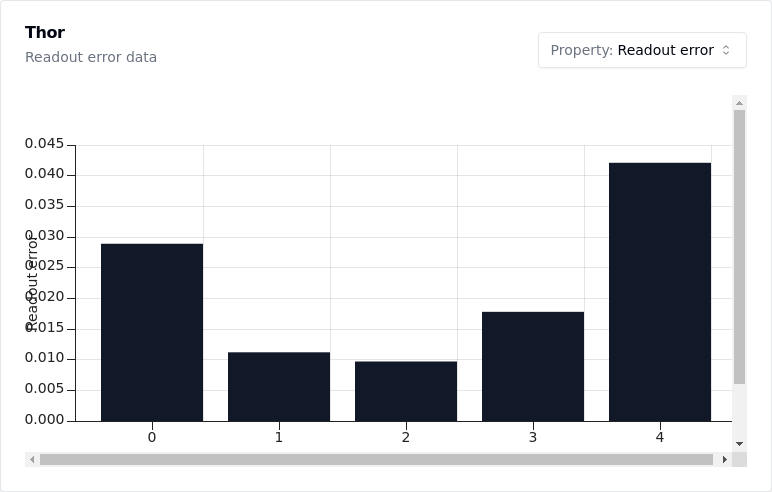 Thor
Readout error data
Property: Readout error
0.045
0.040
0.035
0.030
0.025
0.020
0.015
0.010
0.005
0.000
Readout error
0 1 2 3 4